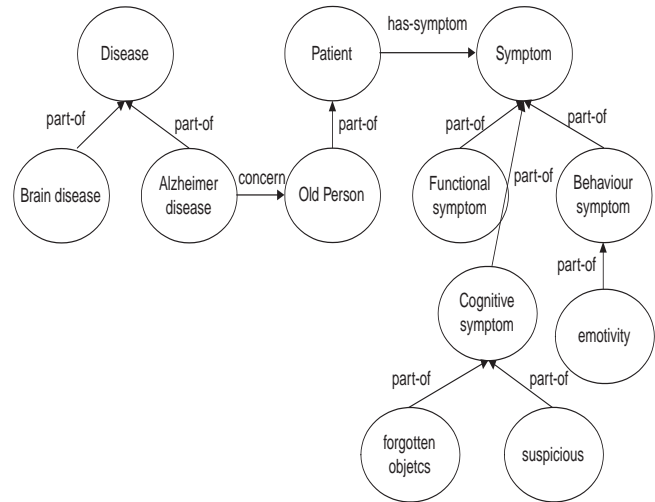 has-symptom
Disease
Patient
Symptom
part-of
part-of
part-of
part-of
part-of
part-of
Brain disease
Alzheimer
disease
concern
Old Person
Functional
symptom
Behaviour
symptom
part-of
Cognitive
symptom
emotivity
part-of
part-of
forgotten
objetcs
suspicious